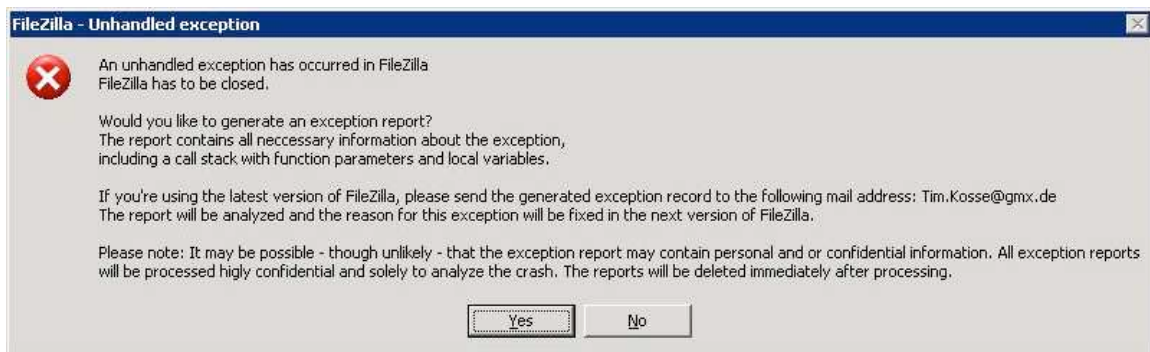 FileZilla - Unhandled exception
An unhandled exception has occurred in FileZilla
FileZilla has to be closed.
Would you like to generate an exception report?
The report contains all neccessary information about the exception,
including a call stack with function parameters and local variables.
If you're using the latest version of FileZilla, please send the generated exception record to the following mail address: Tim.Kosse@gmx.de
The report will be analyzed and the reason for this exception will be fixed in the next version of FileZilla.
Please note: It may be possible - though unlikely - that the exception report may contain personal and or confidential information. All exception reports
will be processed higly confidential and solely to analyze the crash. The reports will be deleted immediately after processing.
Yes
No